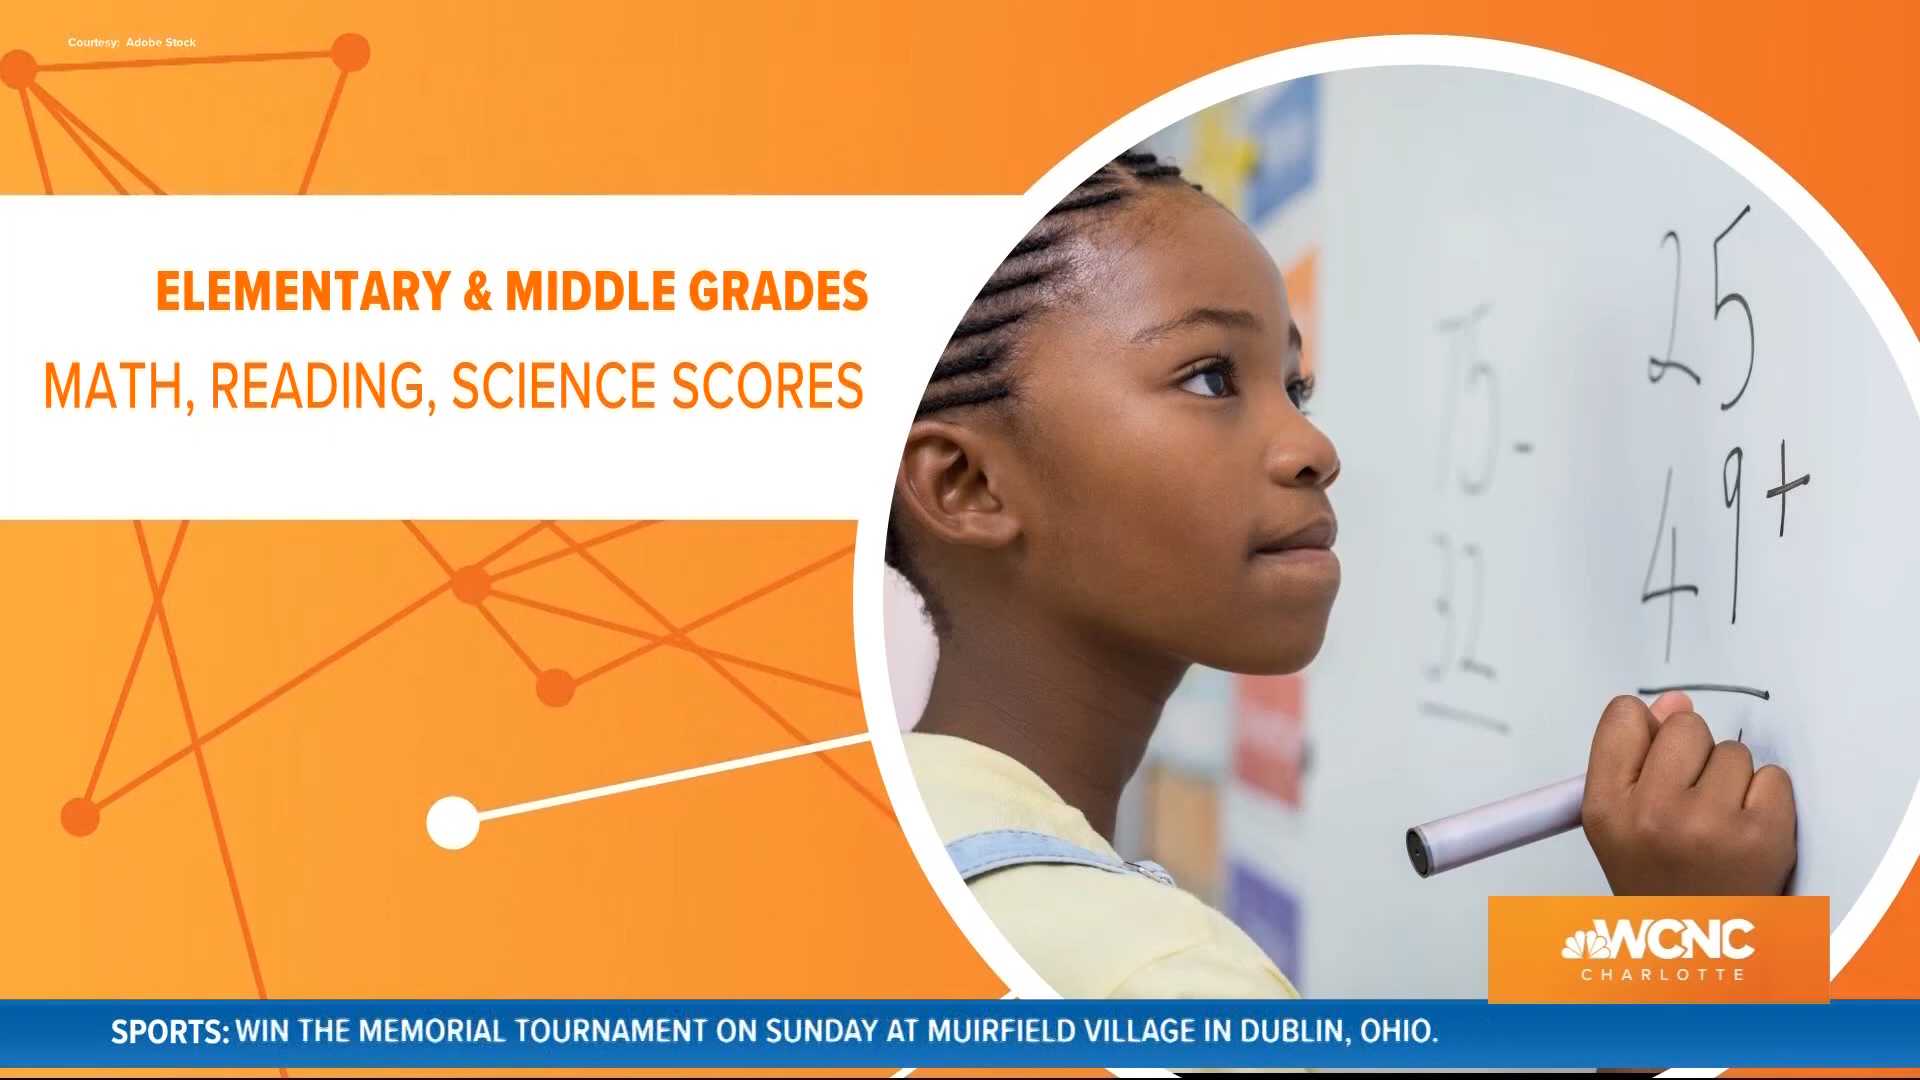 Courtesy: Adobe Stock
ELEMENTARY & MIDDLE GRADES
MATH, READING, SCIENCE SCORES
25
49+
75-
32
WCNC
CHARLOTTE
SPORTS: WIN THE MEMORIAL TOURNAMENT ON SUNDAY AT MUIRFIELD VILLAGE IN DUBLIN, OHIO.